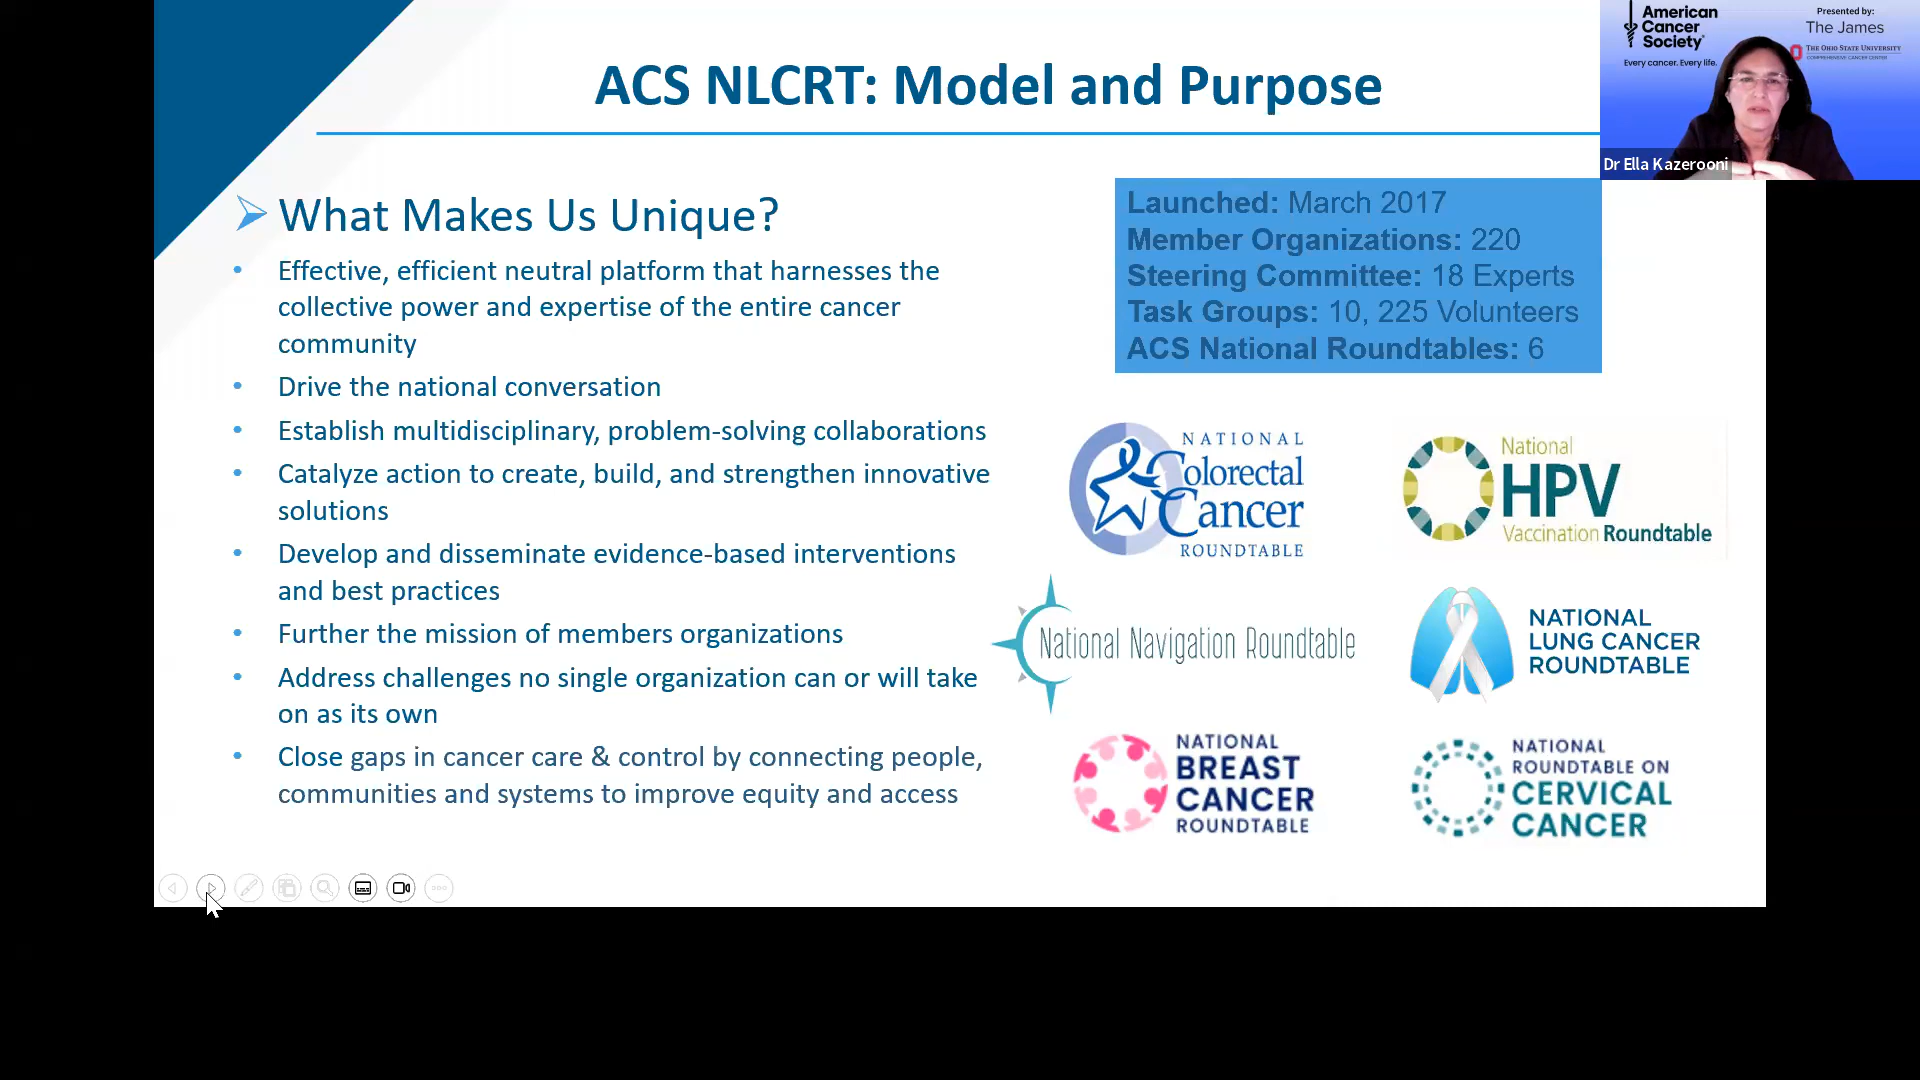 ACS NLCRT: Model and Purpose
What Makes Us Unique?
Effective, efficient neutral platform that harnesses the
collective power and expertise of the entire cancer
community
Drive the national conversation
Establish multidisciplinary, problem-solving collaborations
Catalyze action to create, build, and strengthen innovative
solutions
Develop and disseminate evidence-based interventions
and best practices
Further the mission of members organizations
Address challenges no single organization can or will take
on as its own
Close gaps in cancer care & control by connecting people,
communities and systems to improve equity and access
Launched: March 2017
Member Organizations: 220
Steering Committee: 18 Experts
Task Groups: 10, 225 Volunteers
ACS National Roundtables: 6
NATIONAL
Colorectal
Cancer
ROUNDTABLE
National
HPV
Vaccination Roundtable
National Navigation Roundtable
NATIONAL
LUNG CANCER
ROUNDTABLE
NATIONAL
BREAST
CANCER
ROUNDTABLE
NATIONAL
ROUNDTABLE ON
CERVICAL
CANCER
American
Cancer
Society
Every cancer. Every life.
Presented by:
The James
THE OHIO STATE UNIVERSITY
COMPREHENSIVE CANCER CENTER
Dr Ella Kazerooni